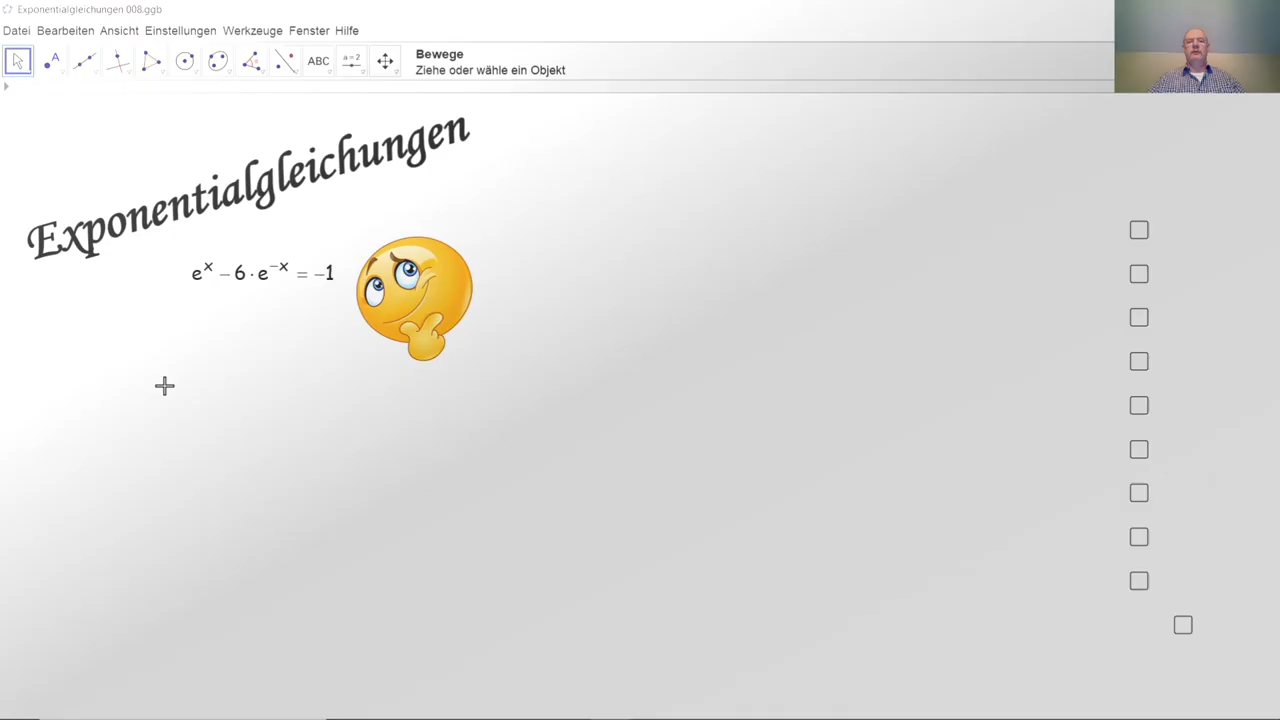 Exponentialgleichungen 008.ggb
Datei Bearbeiten Ansicht Einstellungen Werkzeuge Fenster Hilfe
A ABC a = 2
Bewege
Ziehe oder wähle ein Objekt
Exponentialgleichungen
eˣ – 6 · e⁻ˣ = –1